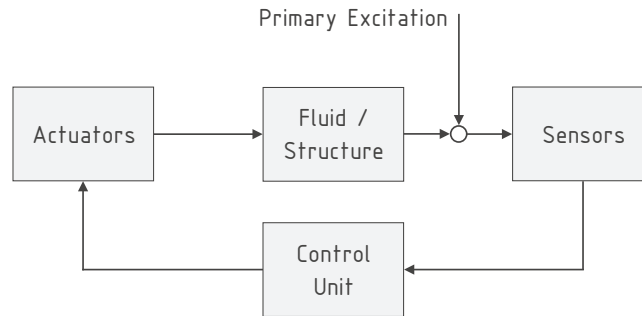 Primary Excitation
Actuators
Fluid /
Structure
Sensors
Control
Unit